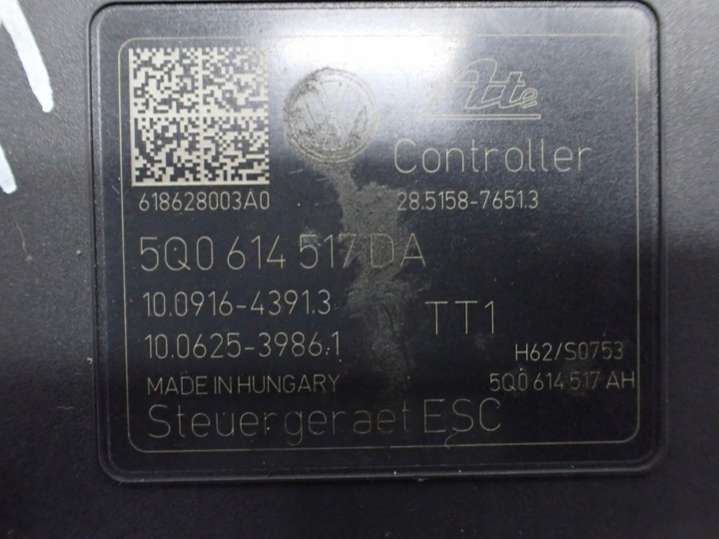 Ate
Controller
618628003A0
28.5158-7651.3
5Q0 614 517 DA
10.0916-4391.3
10.0625-3986.1
TT1
H62/S0753
MADE IN HUNGARY
5Q0 614 517 AH
Steuergeraet ESC